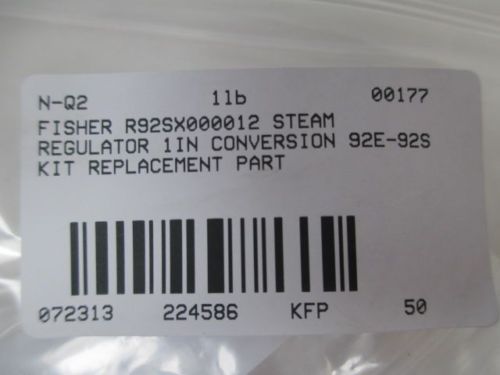 N-Q2 1lb 00177
FISHER R92SX000012 STEAM
REGULATOR 1IN CONVERSION 92E-92S
KIT REPLACEMENT PART
072313 224586 KFP 50